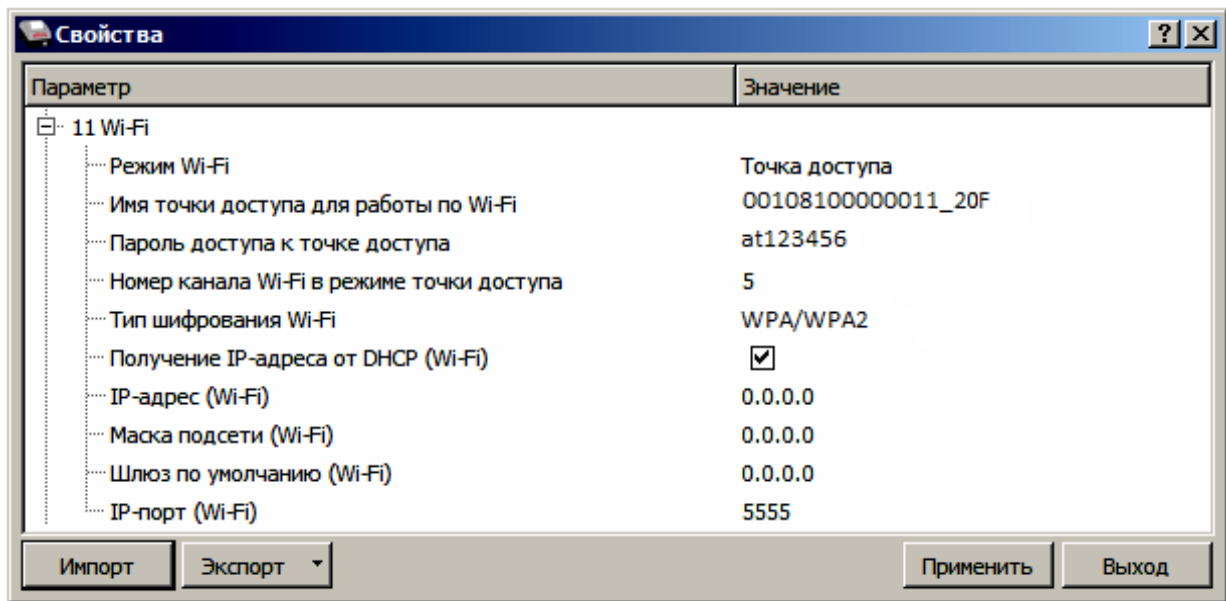 Свойства
Параметр Значение
11 Wi-Fi
Режим Wi-Fi Точка доступа
Имя точки доступа для работы по Wi-Fi 00108100000011_20F
Пароль доступа к точке доступа at123456
Номер канала Wi-Fi в режиме точки доступа 5
Тип шифрования Wi-Fi WPA/WPA2
Получение IP-адреса от DHCP (Wi-Fi)
IP-адрес (Wi-Fi) 0.0.0.0
Маска подсети (Wi-Fi) 0.0.0.0
Шлюз по умолчанию (Wi-Fi) 0.0.0.0
IP-порт (Wi-Fi) 5555
Импорт Экспорт Применить Выход